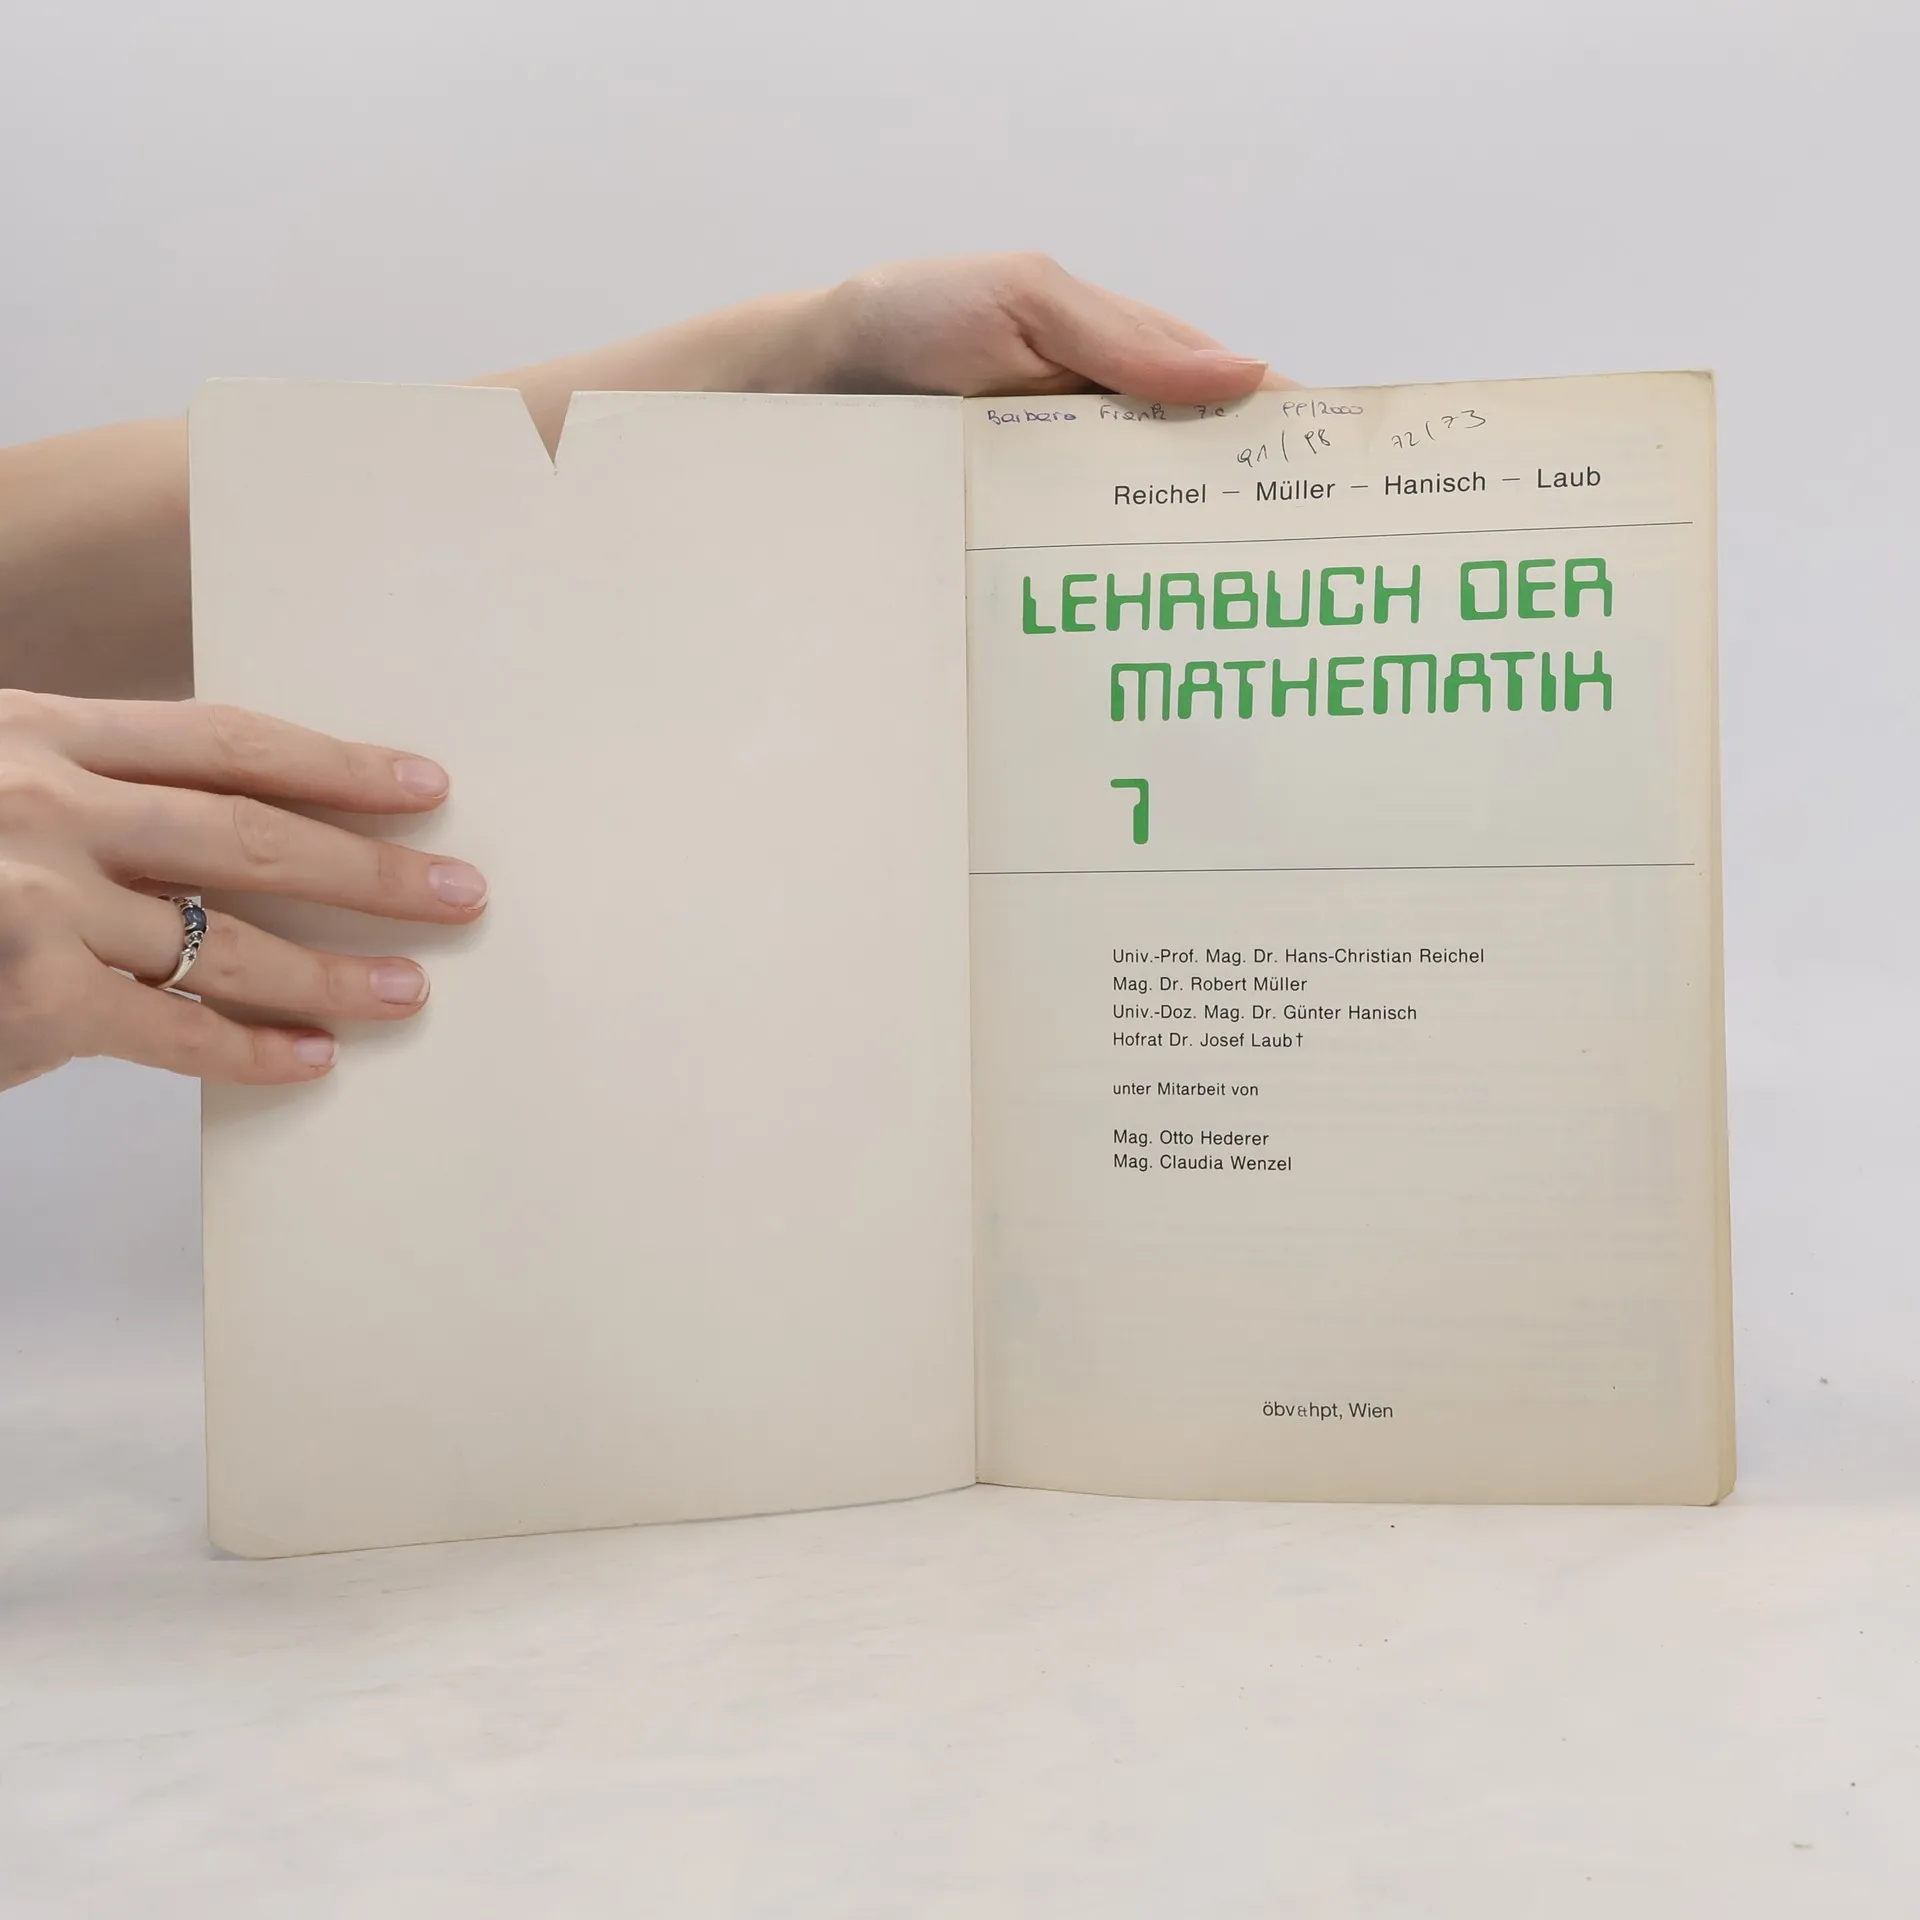 Barbara Frank 7.c. 99/2000
72/73
Reichel – Müller – Hanisch – Laub
LEHRBUCH DER
MATHEMATIK
7
Univ.-Prof. Mag. Dr. Hans-Christian Reichel
Mag. Dr. Robert Müller
Univ.-Doz. Mag. Dr. Günter Hanisch
Hofrat Dr. Josef Laub†
unter Mitarbeit von
Mag. Otto Hederer
Mag. Claudia Wenzel
öbv&hpt, Wien